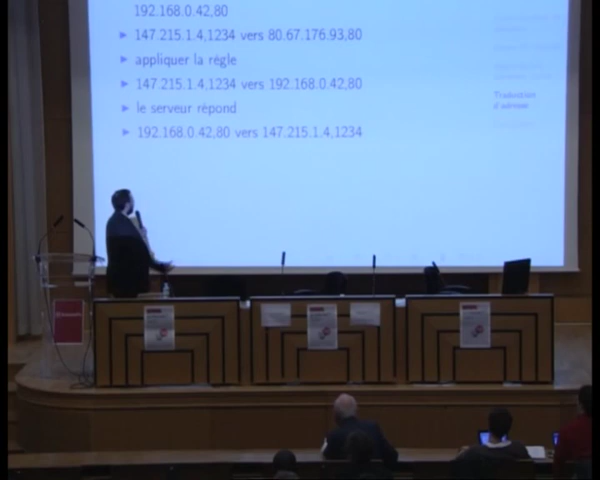 192.168.0.42,80
► 147.215.1.4,1234 vers 80.67.176.93,80
► appliquer la règle
► 147.215.1.4,1234 vers 192.168.0.42,80
► le serveur répond
► 192.168.0.42,80 vers 147.215.1.4,1234
Traduction
d'adresse